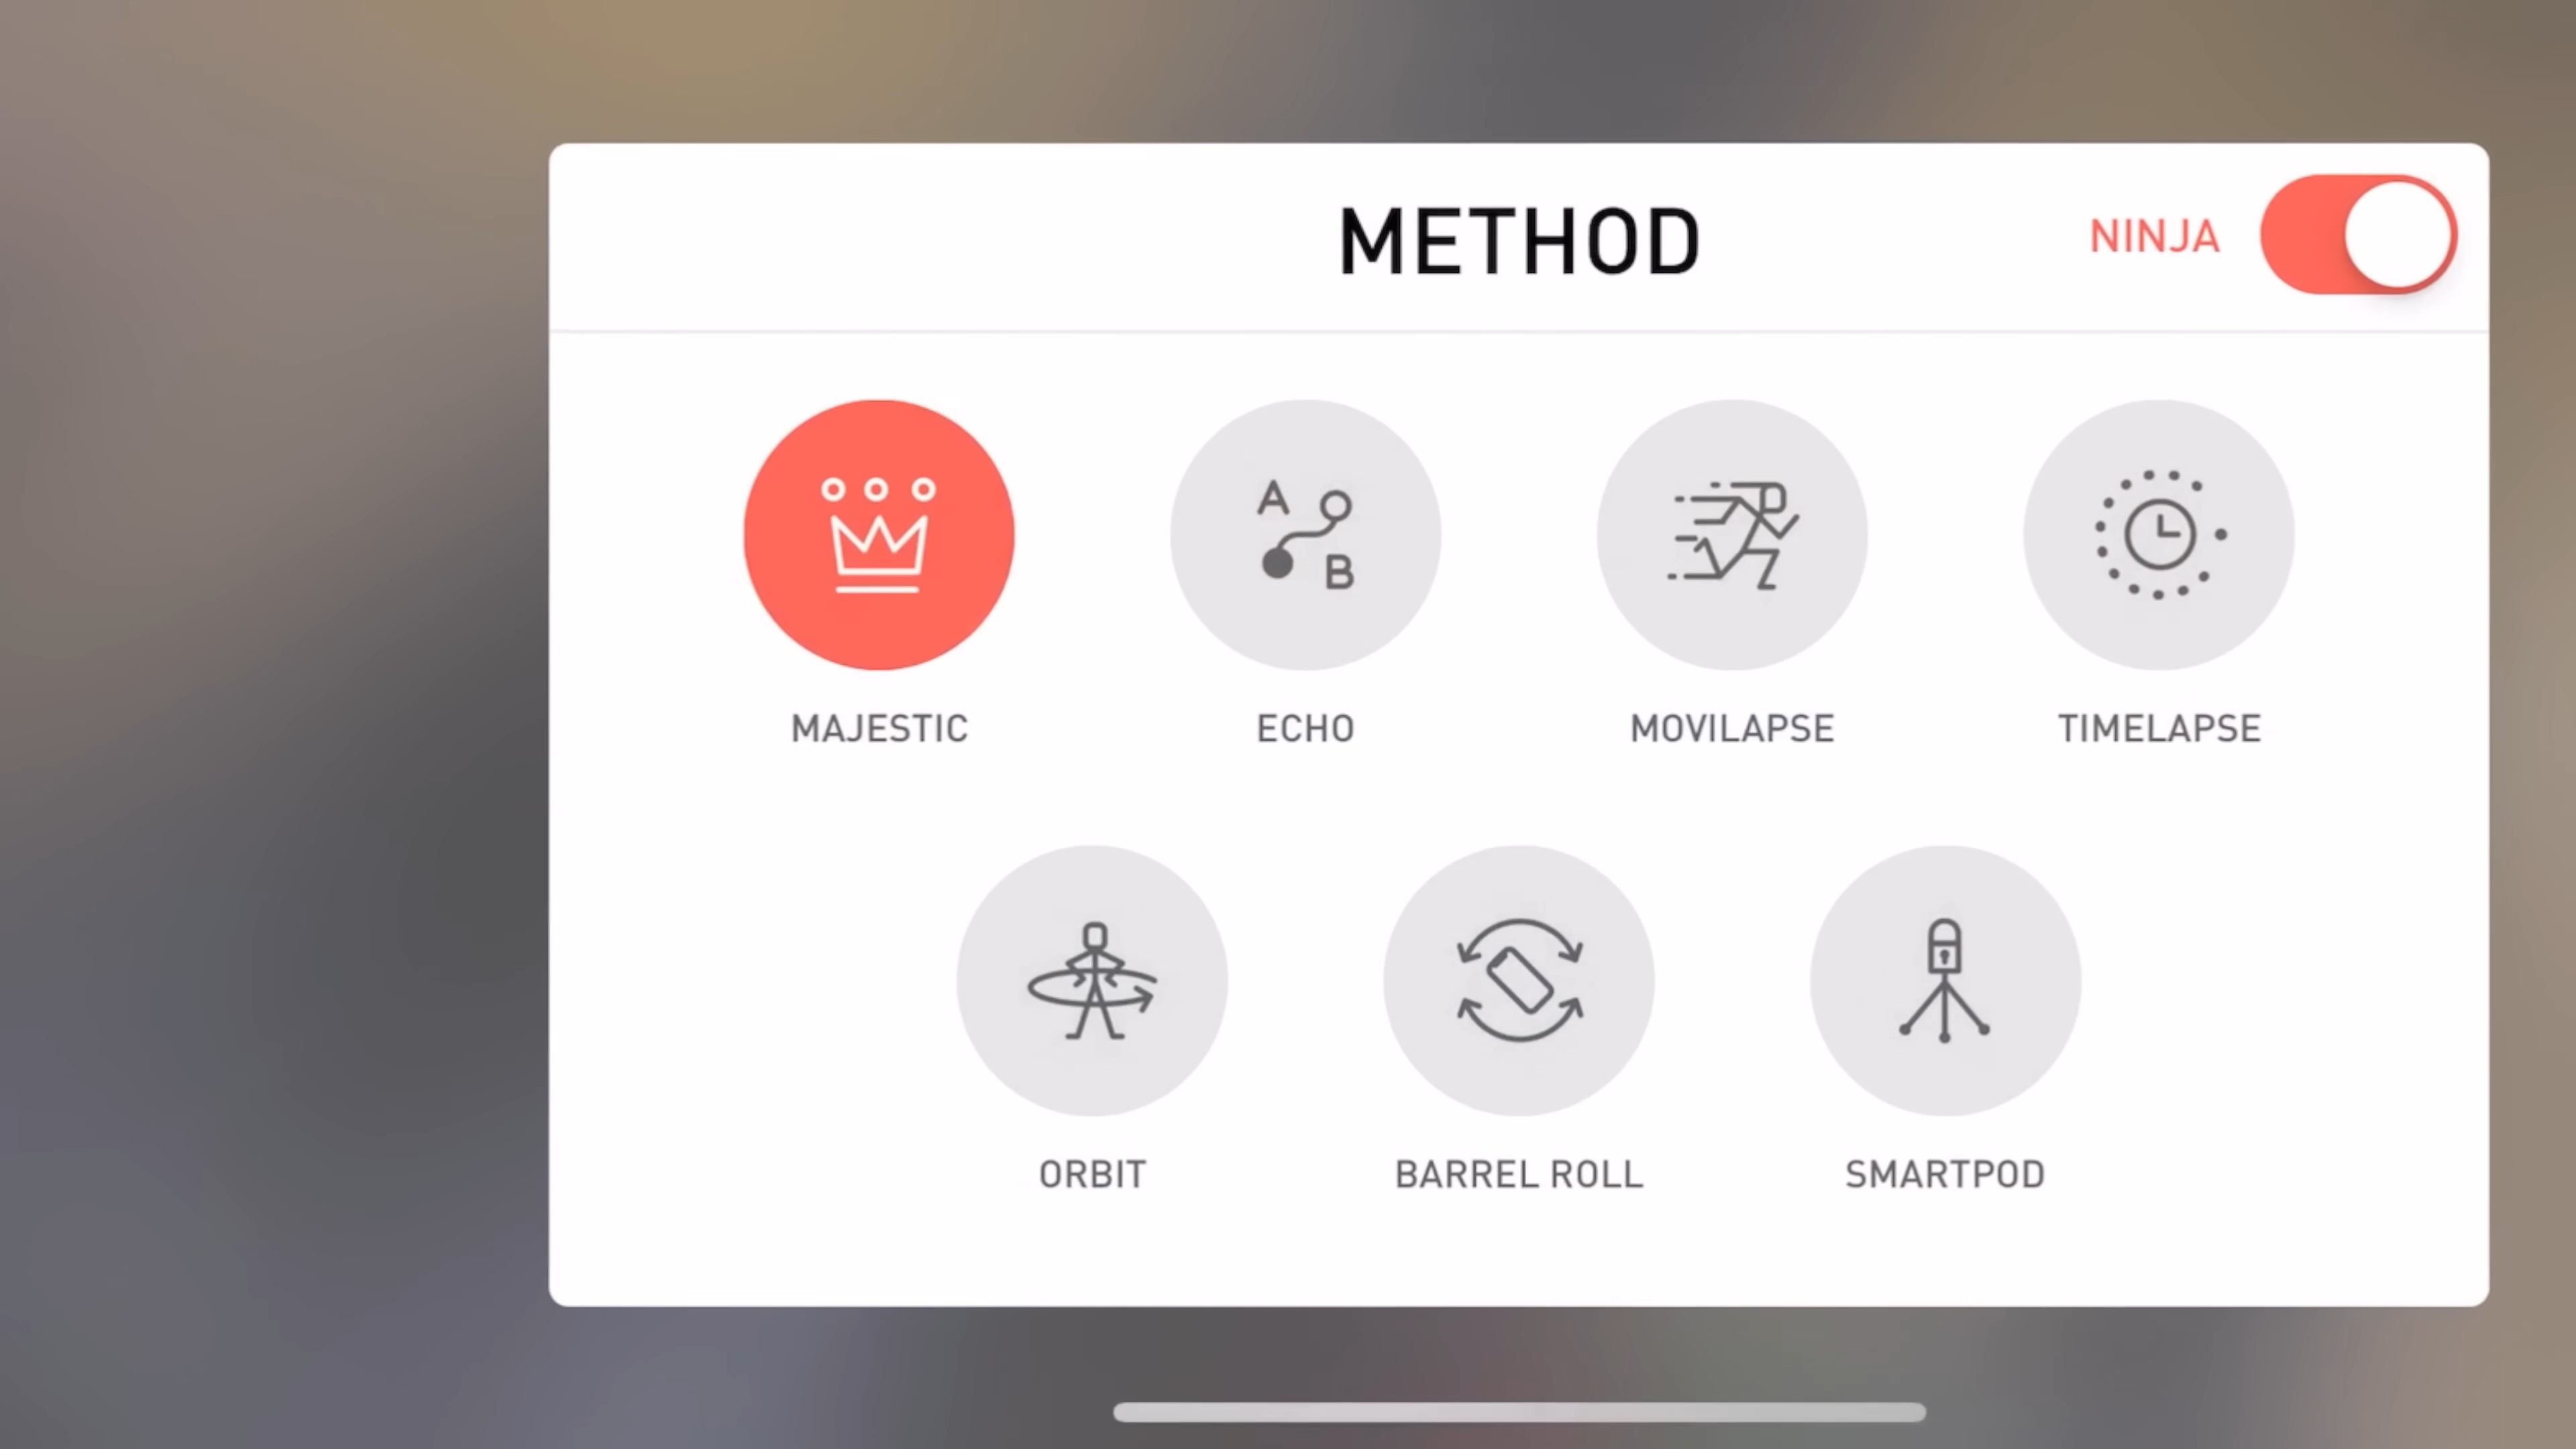 METHOD
NINJA
A
B
MAJESTIC
ECHO
MOVILAPSE
TIMELAPSE
ORBIT
BARREL ROLL
SMARTPOD